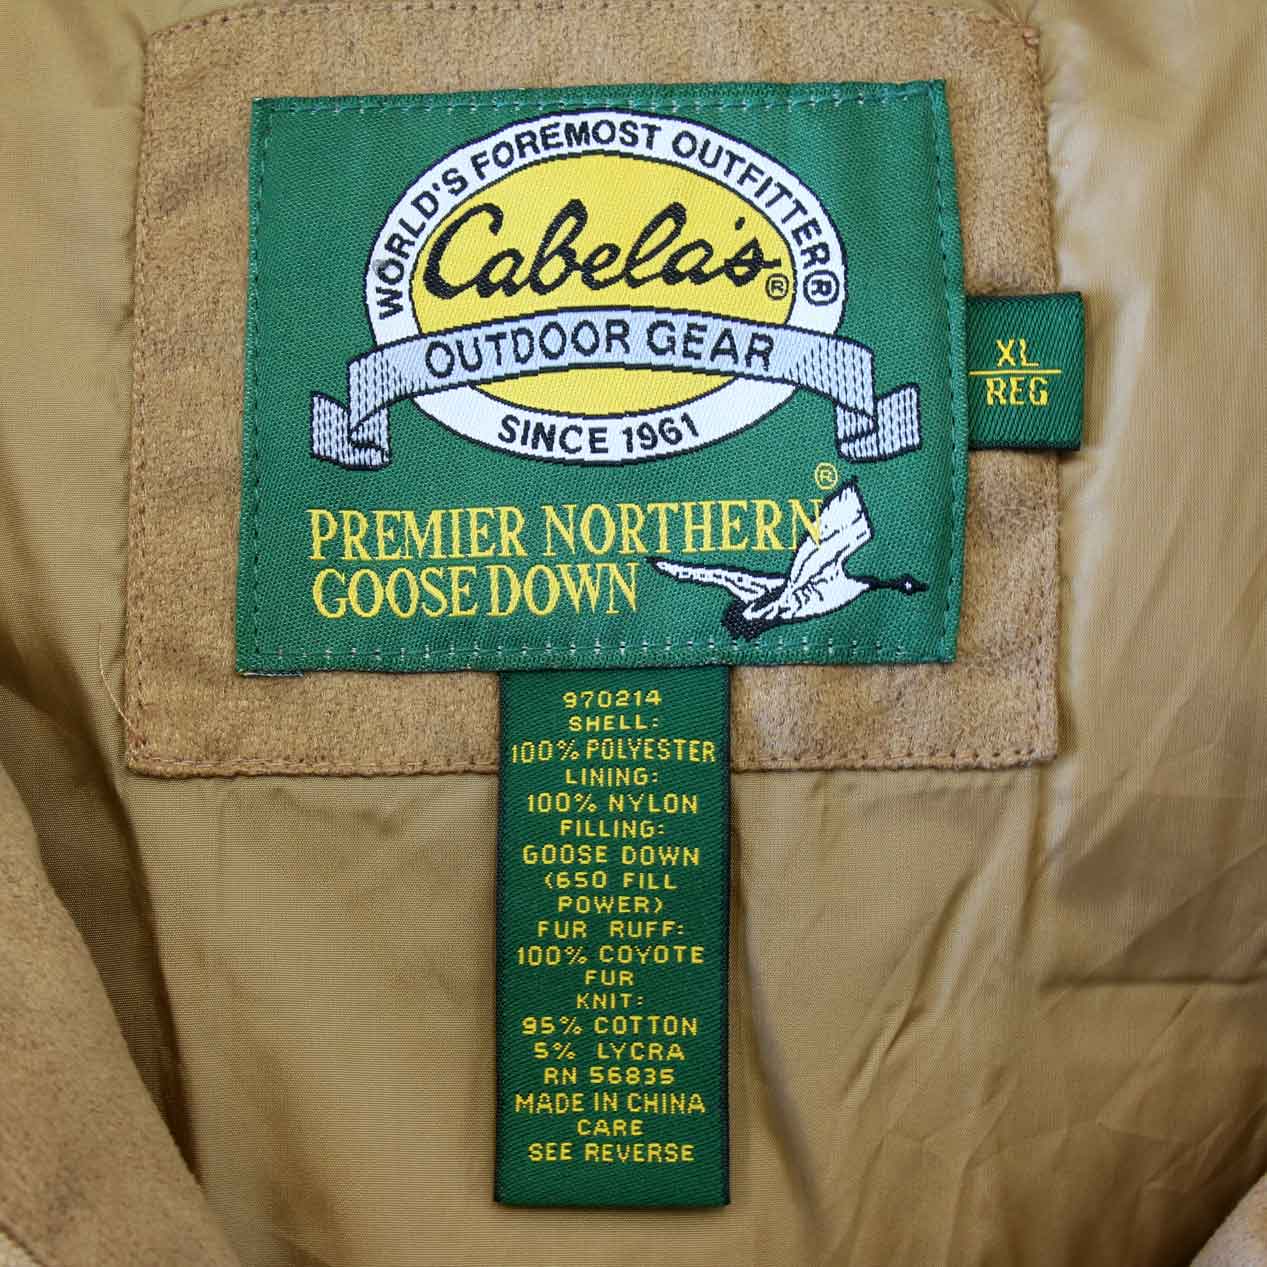 WORLD'S FOREMOST OUTFITTER®
Cabela's®
OUTDOOR GEAR
SINCE 1961
XL
REG
PREMIER NORTHERN®
GOOSE DOWN
970214
SHELL:
100% POLYESTER
LINING:
100% NYLON
FILLING:
GOOSE DOWN
(650 FILL
POWER)
FUR RUFF:
100% COYOTE
FUR
KNIT:
95% COTTON
5% LYCRA
RN 56835
MADE IN CHINA
CARE
SEE REVERSE